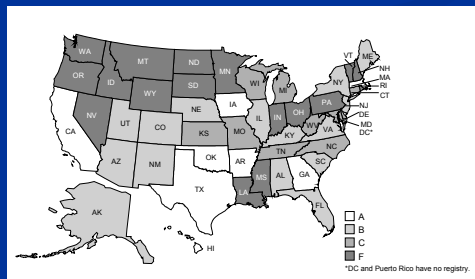 WA
MT
ND
MN
VT
ME
OR
ID
SD
WI
MI
NY
NH
MA
RI
CT
WY
NV
UT
CO
NE
IA
IL
IN
OH
PA
NJ
DE
MD
DC*
CA
KS
MO
KY
WV
VA
AZ
NM
OK
AR
TN
NC
SC
TX
LA
MS
AL
GA
FL
AK
HI
A
B
C
F
*DC and Puerto Rico have no registry.